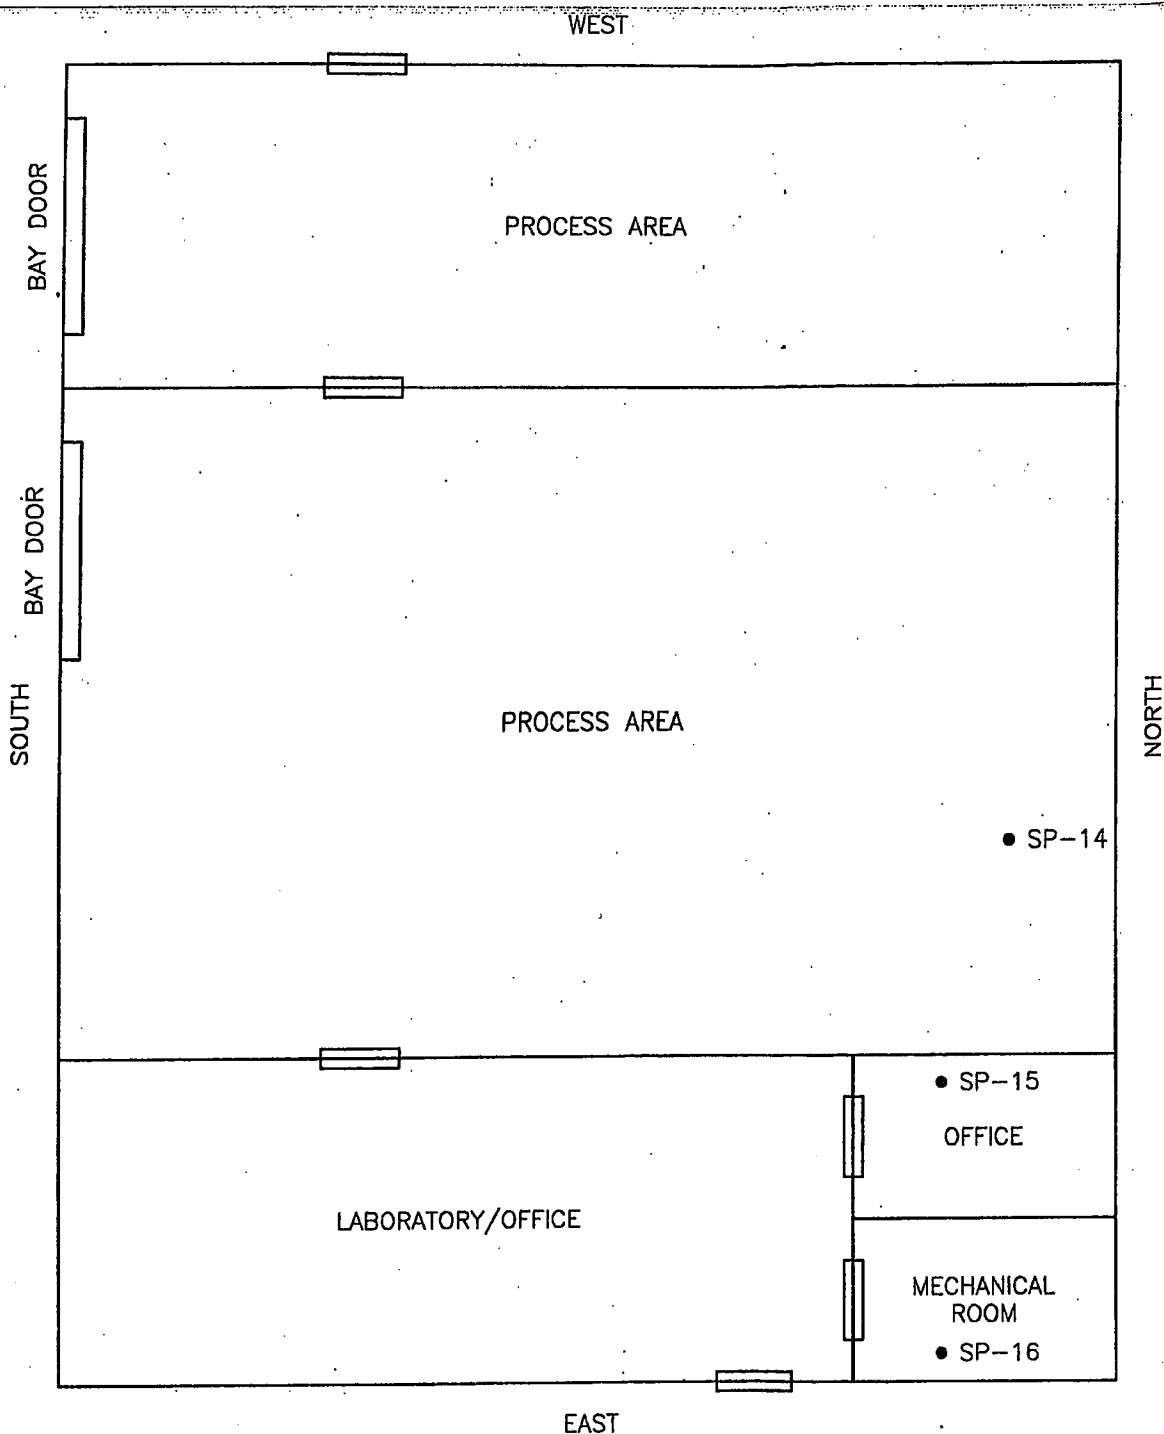 WEST
BAY DOOR
PROCESS AREA
BAY DOOR
SOUTH
PROCESS AREA
NORTH
SP-14
SP-15
OFFICE
LABORATORY/OFFICE
MECHANICAL
ROOM
SP-16
EAST